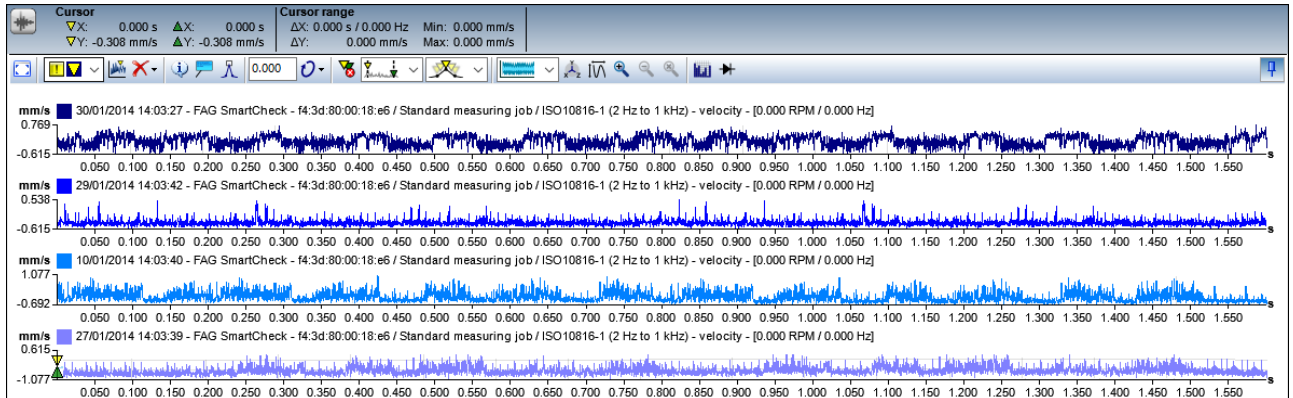 Cursor Cursor range
X: 0.000 s X: 0.000 s ΔX: 0.000 s / 0.000 Hz Min: 0.000 mm/s
Y: -0.308 mm/s Y: -0.308 mm/s ΔY: 0.000 mm/s Max: 0.000 mm/s
0.000
mm/s 30/01/2014 14:03:27 - FAG SmartCheck - f4:3d:80:00:18:e6 / Standard measuring job / ISO10816-1 (2 Hz to 1 kHz) - velocity - [0.000 RPM / 0.000 Hz]
0.769
-0.615 s
0.050 0.100 0.150 0.200 0.250 0.300 0.350 0.400 0.450 0.500 0.550 0.600 0.650 0.700 0.750 0.800 0.850 0.900 0.950 1.000 1.050 1.100 1.150 1.200 1.250 1.300 1.350 1.400 1.450 1.500 1.550
mm/s 29/01/2014 14:03:42 - FAG SmartCheck - f4:3d:80:00:18:e6 / Standard measuring job / ISO10816-1 (2 Hz to 1 kHz) - velocity - [0.000 RPM / 0.000 Hz]
0.538
-0.615 s
0.050 0.100 0.150 0.200 0.250 0.300 0.350 0.400 0.450 0.500 0.550 0.600 0.650 0.700 0.750 0.800 0.850 0.900 0.950 1.000 1.050 1.100 1.150 1.200 1.250 1.300 1.350 1.400 1.450 1.500 1.550
mm/s 10/01/2014 14:03:40 - FAG SmartCheck - f4:3d:80:00:18:e6 / Standard measuring job / ISO10816-1 (2 Hz to 1 kHz) - velocity - [0.000 RPM / 0.000 Hz]
1.077
-0.692 s
0.050 0.100 0.150 0.200 0.250 0.300 0.350 0.400 0.450 0.500 0.550 0.600 0.650 0.700 0.750 0.800 0.850 0.900 0.950 1.000 1.050 1.100 1.150 1.200 1.250 1.300 1.350 1.400 1.450 1.500 1.550
mm/s 27/01/2014 14:03:39 - FAG SmartCheck - f4:3d:80:00:18:e6 / Standard measuring job / ISO10816-1 (2 Hz to 1 kHz) - velocity - [0.000 RPM / 0.000 Hz]
0.615
-1.077 s
0.050 0.100 0.150 0.200 0.250 0.300 0.350 0.400 0.450 0.500 0.550 0.600 0.650 0.700 0.750 0.800 0.850 0.900 0.950 1.000 1.050 1.100 1.150 1.200 1.250 1.300 1.350 1.400 1.450 1.500 1.550